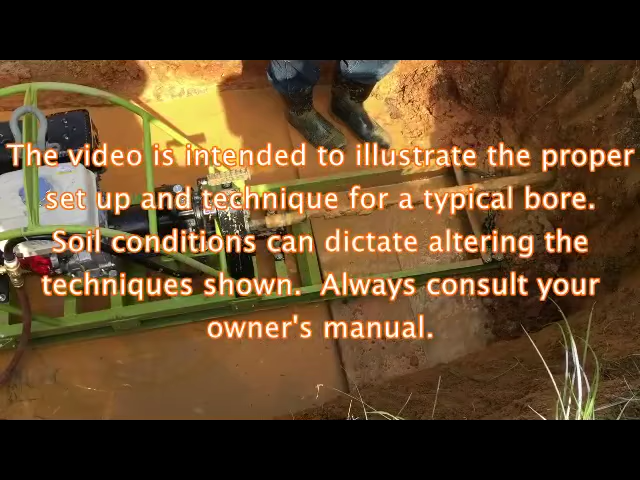 The video is intended to illustrate the proper
set up and technique for a typical bore.
Soil conditions can dictate altering the
techniques shown.  Always consult your
owner's manual.